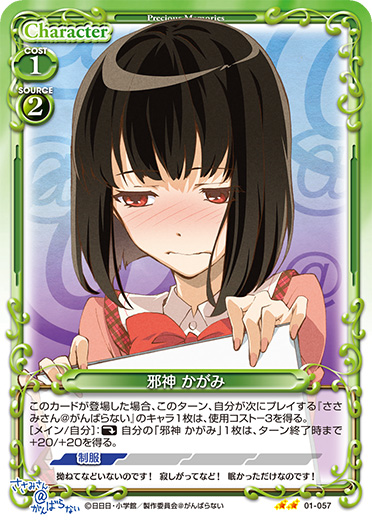 Precious Memories
Character
COST
1
SOURCE
2
邪神 かがみ
このカードが登場した場合、このターン、自分が次にプレイする『ささ
みさん@がんばらない』のキャラ1枚は、使用コスト-3を得る。
[メイン/自分]: 自分の「邪神 かがみ」1枚は、ターン終了時まで
+20/+20を得る。
制服
拗ねてなどいないのです! 寂しがってなど! 眠かっただけなのです!
ささみさん@がんばらない
©日日日・小学館/製作委員会@がんばらない
01-057